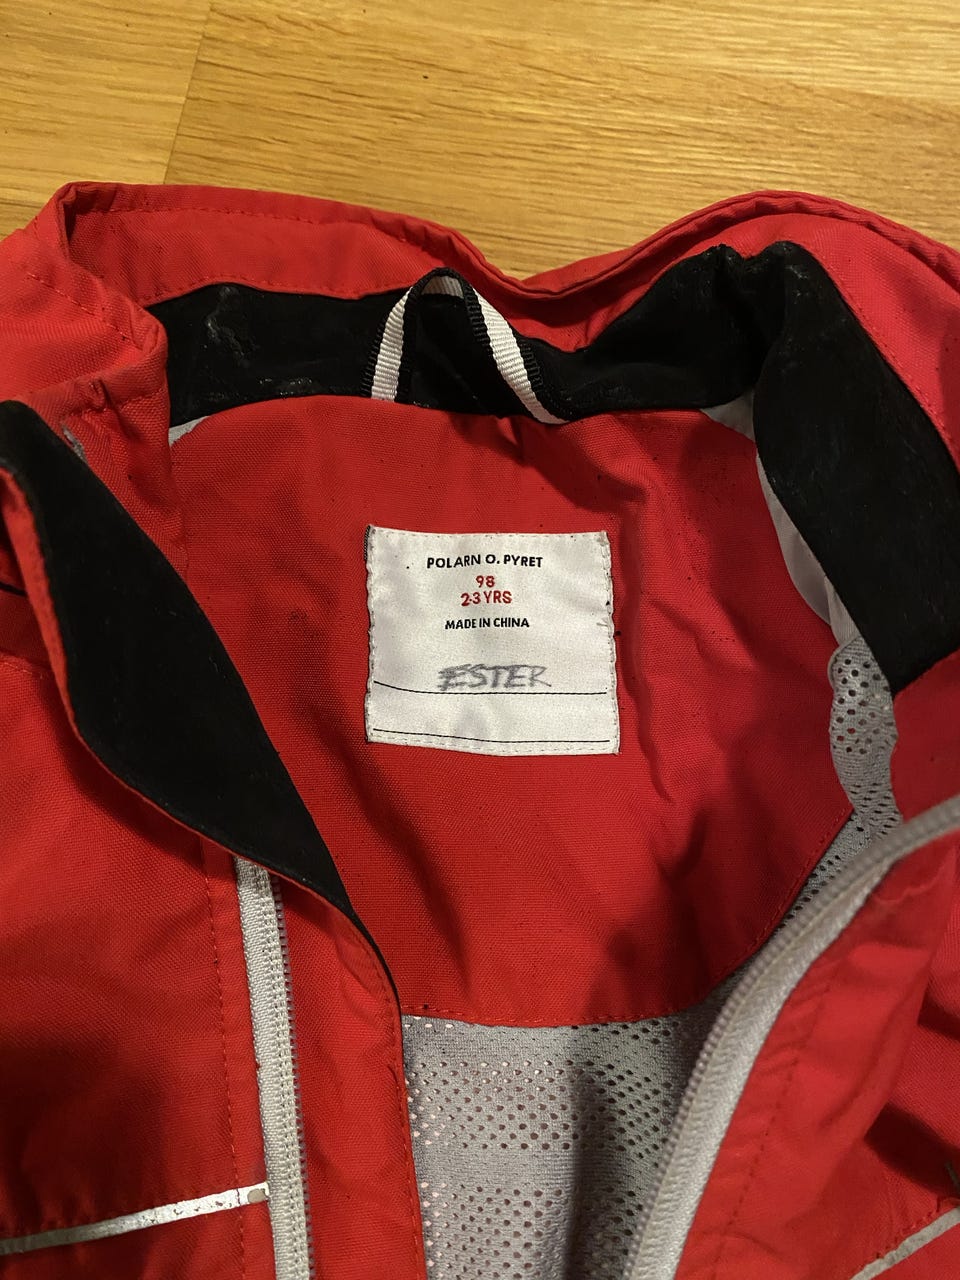 POLARN O. PYRET
98
2-3 YRS
MADE IN CHINA
ESTER